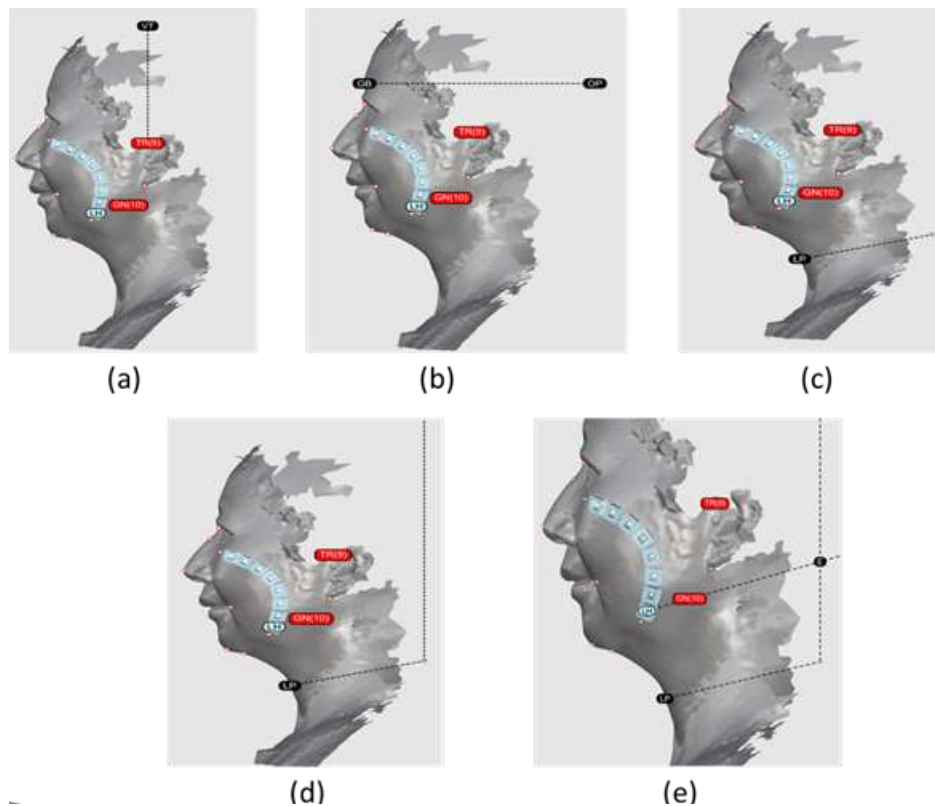 VT
TR(9)
GN(10)
LH
(a)
GB
OP
TR(9)
GN(10)
LH
(b)
TR(9)
GN(10)
LH
LP
(c)
TR(9)
GN(10)
LH
LP
(d)
TR(9)
E
GN(10)
LH
LP
(e)